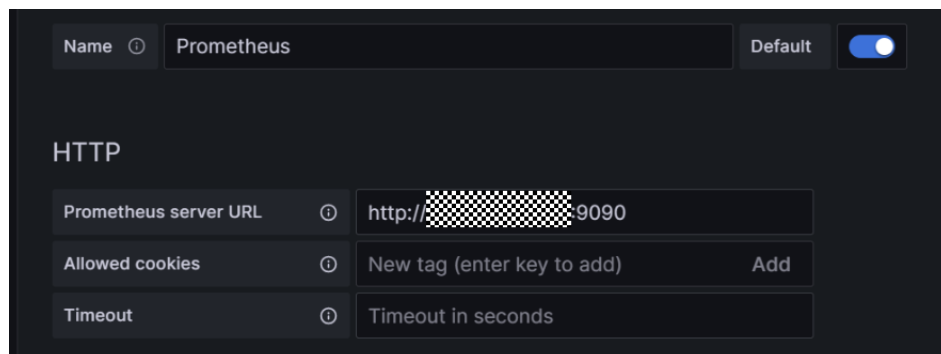 Name Prometheus Default
HTTP
Prometheus server URL http:// :9090
Allowed cookies New tag (enter key to add) Add
Timeout Timeout in seconds